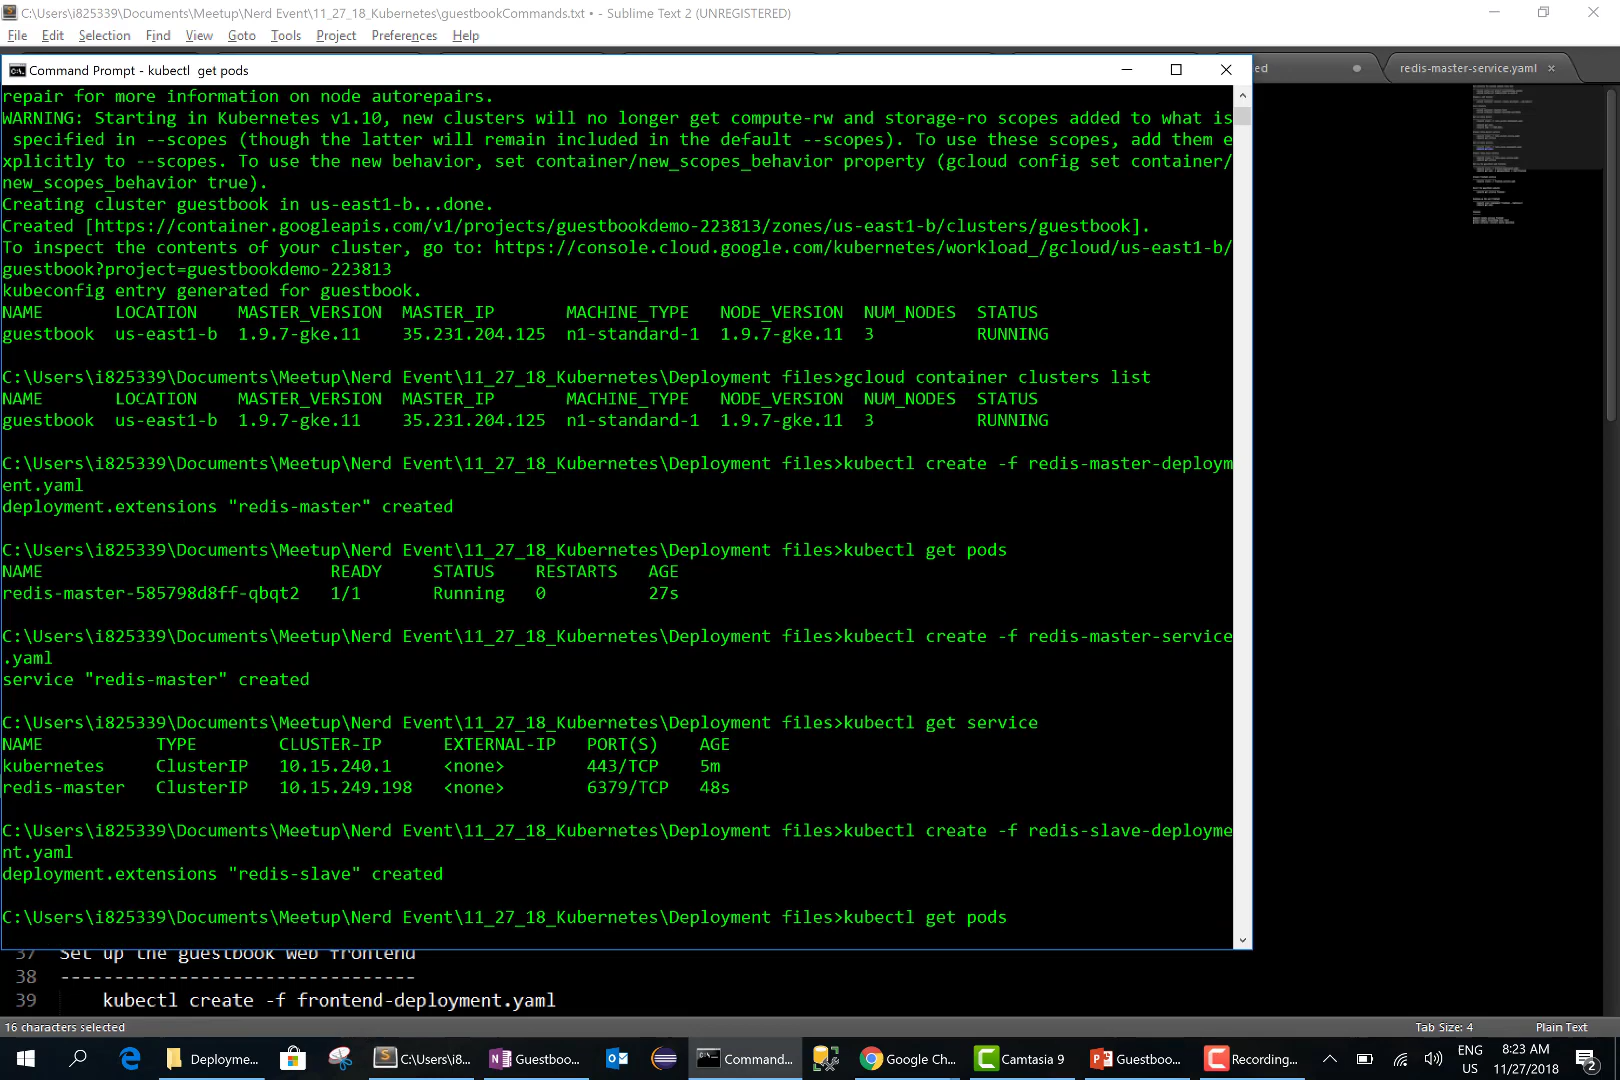 C:\Users\i825339\Documents\Meetup\Nerd Event\11_27_18_Kubernetes\guestbookCommands.txt • - Sublime Text 2 (UNREGISTERED)
File Edit Selection Find View Goto Tools Project Preferences Help
Command Prompt - kubectl  get pods
ed
redis-master-service.yaml ×
repair for more information on node autorepairs.
WARNING: Starting in Kubernetes v1.10, new clusters will no longer get compute-rw and storage-ro scopes added to what is
 specified in --scopes (though the latter will remain included in the default --scopes). To use these scopes, add them e
xplicitly to --scopes. To use the new behavior, set container/new_scopes_behavior property (gcloud config set container/
new_scopes_behavior true).
Creating cluster guestbook in us-east1-b...done.
Created [https://container.googleapis.com/v1/projects/guestbookdemo-223813/zones/us-east1-b/clusters/guestbook].
To inspect the contents of your cluster, go to: https://console.cloud.google.com/kubernetes/workload_/gcloud/us-east1-b/
guestbook?project=guestbookdemo-223813
kubeconfig entry generated for guestbook.
NAME LOCATION MASTER_VERSION MASTER_IP MACHINE_TYPE NODE_VERSION NUM_NODES STATUS
guestbook us-east1-b 1.9.7-gke.11 35.231.204.125 n1-standard-1 1.9.7-gke.11 3 RUNNING
C:\Users\i825339\Documents\Meetup\Nerd Event\11_27_18_Kubernetes\Deployment files>gcloud container clusters list
NAME LOCATION MASTER_VERSION MASTER_IP MACHINE_TYPE NODE_VERSION NUM_NODES STATUS
guestbook us-east1-b 1.9.7-gke.11 35.231.204.125 n1-standard-1 1.9.7-gke.11 3 RUNNING
C:\Users\i825339\Documents\Meetup\Nerd Event\11_27_18_Kubernetes\Deployment files>kubectl create -f redis-master-deploym
ent.yaml
deployment.extensions "redis-master" created
C:\Users\i825339\Documents\Meetup\Nerd Event\11_27_18_Kubernetes\Deployment files>kubectl get pods
NAME READY STATUS RESTARTS AGE
redis-master-585798d8ff-qbqt2 1/1 Running 0 27s
C:\Users\i825339\Documents\Meetup\Nerd Event\11_27_18_Kubernetes\Deployment files>kubectl create -f redis-master-service
.yaml
service "redis-master" created
C:\Users\i825339\Documents\Meetup\Nerd Event\11_27_18_Kubernetes\Deployment files>kubectl get service
NAME TYPE CLUSTER-IP EXTERNAL-IP PORT(S) AGE
kubernetes ClusterIP 10.15.240.1 <none> 443/TCP 5m
redis-master ClusterIP 10.15.249.198 <none> 6379/TCP 48s
C:\Users\i825339\Documents\Meetup\Nerd Event\11_27_18_Kubernetes\Deployment files>kubectl create -f redis-slave-deployme
nt.yaml
deployment.extensions "redis-slave" created
C:\Users\i825339\Documents\Meetup\Nerd Event\11_27_18_Kubernetes\Deployment files>kubectl get pods
37 Set up the guestbook web frontend
38 ----------------------------------
39 kubectl create -f frontend-deployment.yaml
16 characters selected
Tab Size: 4 Plain Text
Deployme... C:\Users\i8... Guestboo... Command... Google Ch... Camtasia 9 Guestboo... Recording...
ENG US
8:23 AM
11/27/2018
2